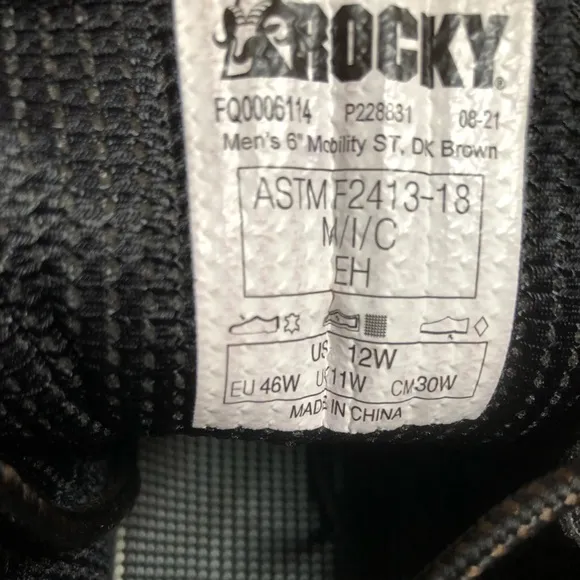 ROCKY®
FQ0006114 P228831 08-21
Men's 6" Mobility ST, DK Brown
ASTM F2413-18
M/I/C
EH
US 12W
EU 46W UK 11W CM 30W
MADE IN CHINA